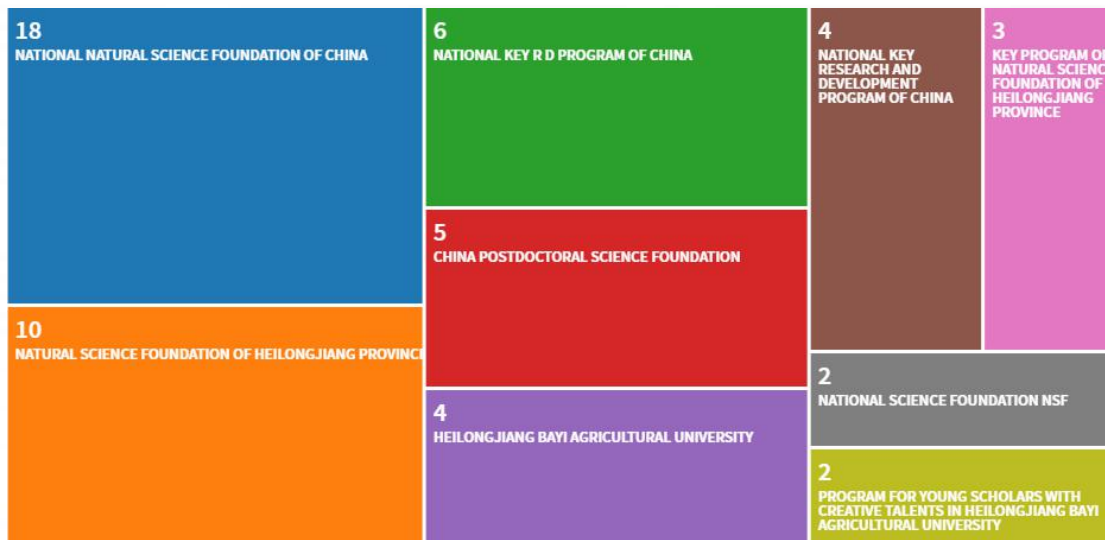 18
NATIONAL NATURAL SCIENCE FOUNDATION OF CHINA
10
NATURAL SCIENCE FOUNDATION OF HEILONGJIANG PROVINC
6
NATIONAL KEY R D PROGRAM OF CHINA
5
CHINA POSTDOCTORAL SCIENCE FOUNDATION
4
HEILONGJIANG BAYI AGRICULTURAL UNIVERSITY
4
NATIONAL KEY
RESEARCH AND
DEVELOPMENT
PROGRAM OF CHINA
3
KEY PROGRAM OF
NATURAL SCIENC
FOUNDATION OF
HEILONGJIANG
PROVINCE
2
NATIONAL SCIENCE FOUNDATION NSF
2
PROGRAM FOR YOUNG SCHOLARS WITH
CREATIVE TALENTS IN HEILONGJIANG BAYI
AGRICULTURAL UNIVERSITY